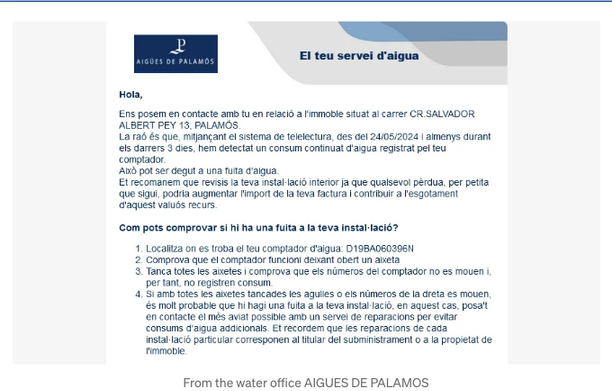 AIGÜES DE PALAMÓS
El teu servei d'aigua
Hola,
Ens posem en contacte amb tu en relació a l'immoble situat al carrer CR.SALVADOR
ALBERT PEY 13, PALAMÓS.
La raó és que, mitjançant el sistema de telelectura, des del 24/05/2024 i almenys durant
els darrers 3 dies, hem detectat un consum continuat d'aigua registrat pel teu
comptador.
Això pot ser degut a una fuita d'aigua.
Et recomanem que revisis la teva instal·lació interior ja que qualsevol pèrdua, per petita
que sigui, podria augmentar l'import de la teva factura i contribuir a l'esgotament
d'aquest valuós recurs.
Com pots comprovar si hi ha una fuita a la teva instal·lació?
1. Localitza on es troba el teu comptador d'aigua: D19BA060396N
2. Comprova que el comptador funcioni deixant obert un aixeta
3. Tanca totes les aixetes i comprova que els números del comptador no es mouen i,
per tant, no registren consum.
4. Si amb totes les aixetes tancades les agulles o els números de la dreta es mouen,
és molt probable que hi hagi una fuita a la teva instal·lació, en aquest cas, posa't
en contacte el més aviat possible amb un servei de reparacions per evitar
consums d'aigua addicionals. Et recordem que les reparacions de cada
instal·lació particular corresponen al titular del subministrament o a la propietat de
l'immoble.
From the water office AIGUES DE PALAMOS